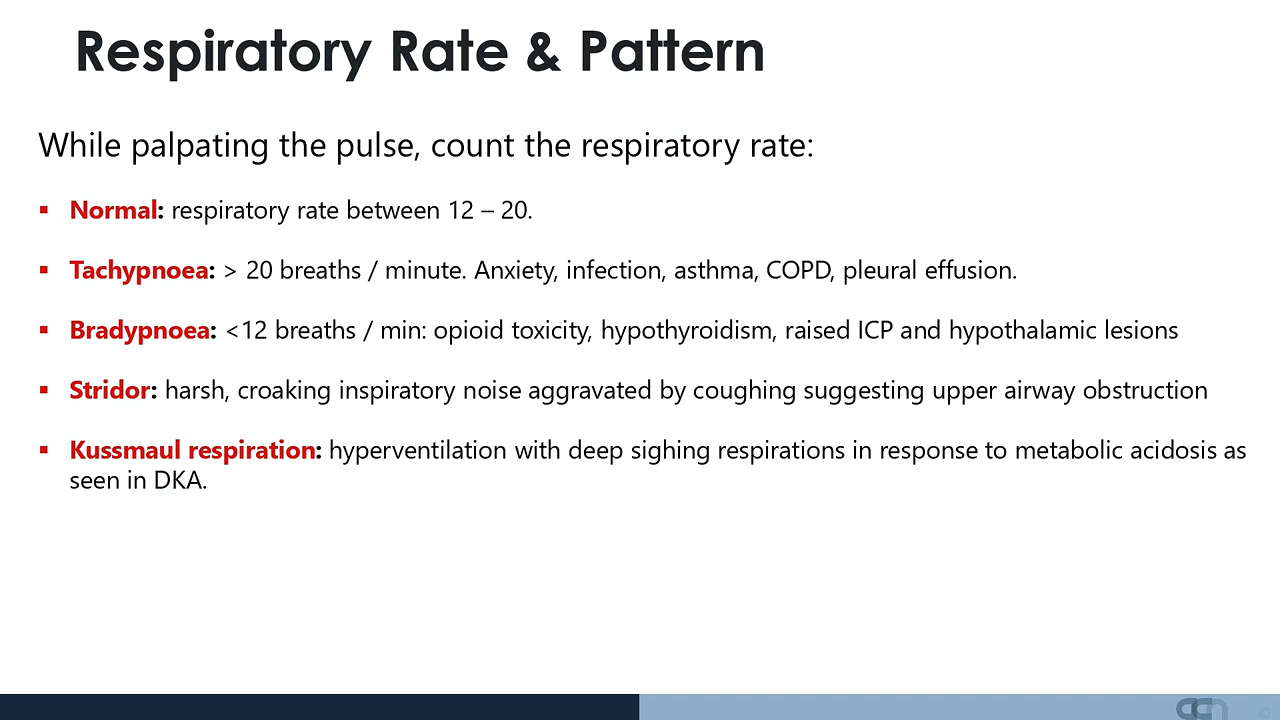 Respiratory Rate & Pattern
While palpating the pulse, count the respiratory rate:
▪ Normal: respiratory rate between 12 – 20.
▪ Tachypnoea: > 20 breaths / minute. Anxiety, infection, asthma, COPD, pleural effusion.
▪ Bradypnoea: <12 breaths / min: opioid toxicity, hypothyroidism, raised ICP and hypothalamic lesions
▪ Stridor: harsh, croaking inspiratory noise aggravated by coughing suggesting upper airway obstruction
▪ Kussmaul respiration: hyperventilation with deep sighing respirations in response to metabolic acidosis as
seen in DKA.